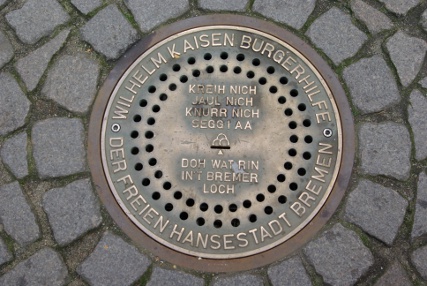 WILHELM KAISEN BÜRGERHILFE
KREIH NICH
JAUL NICH
KNURR NICH
SEGG I AA
DOH WAT RIN
IN'T BREMER
LOCH
DER FREIEN HANSESTADT BREMEN